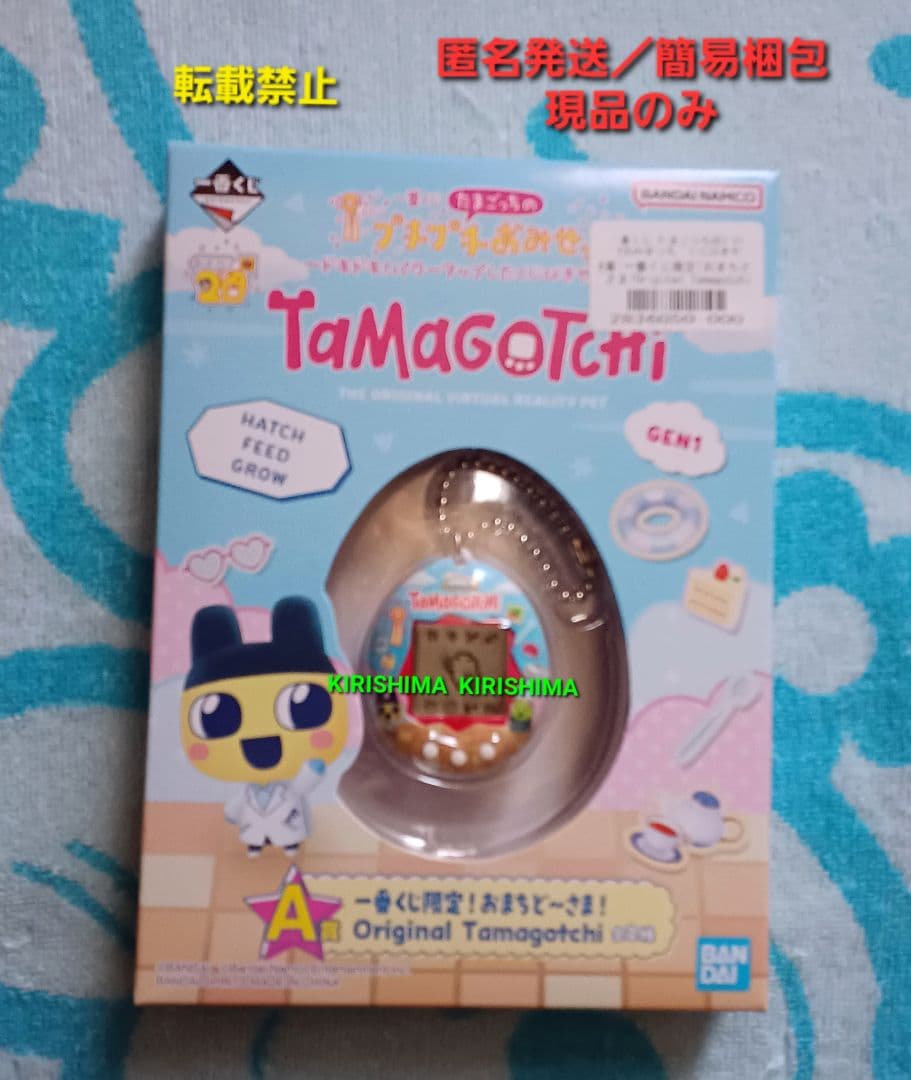 転載禁止
匿名発送／簡易梱包
現品のみ
一番くじ
たまごっちの
プチプチおみせっち
BANDAI NAMCO
TaMaGoTcHi
THE ORIGINAL VIRTUAL REALITY PET
HATCH
FEED
GROW
GEN1
TaMaGoTcHi
KIRISHIMA KIRISHIMA
A賞
一番くじ限定！おまちど～さま！
Original Tamagotchi
BAN
DAI